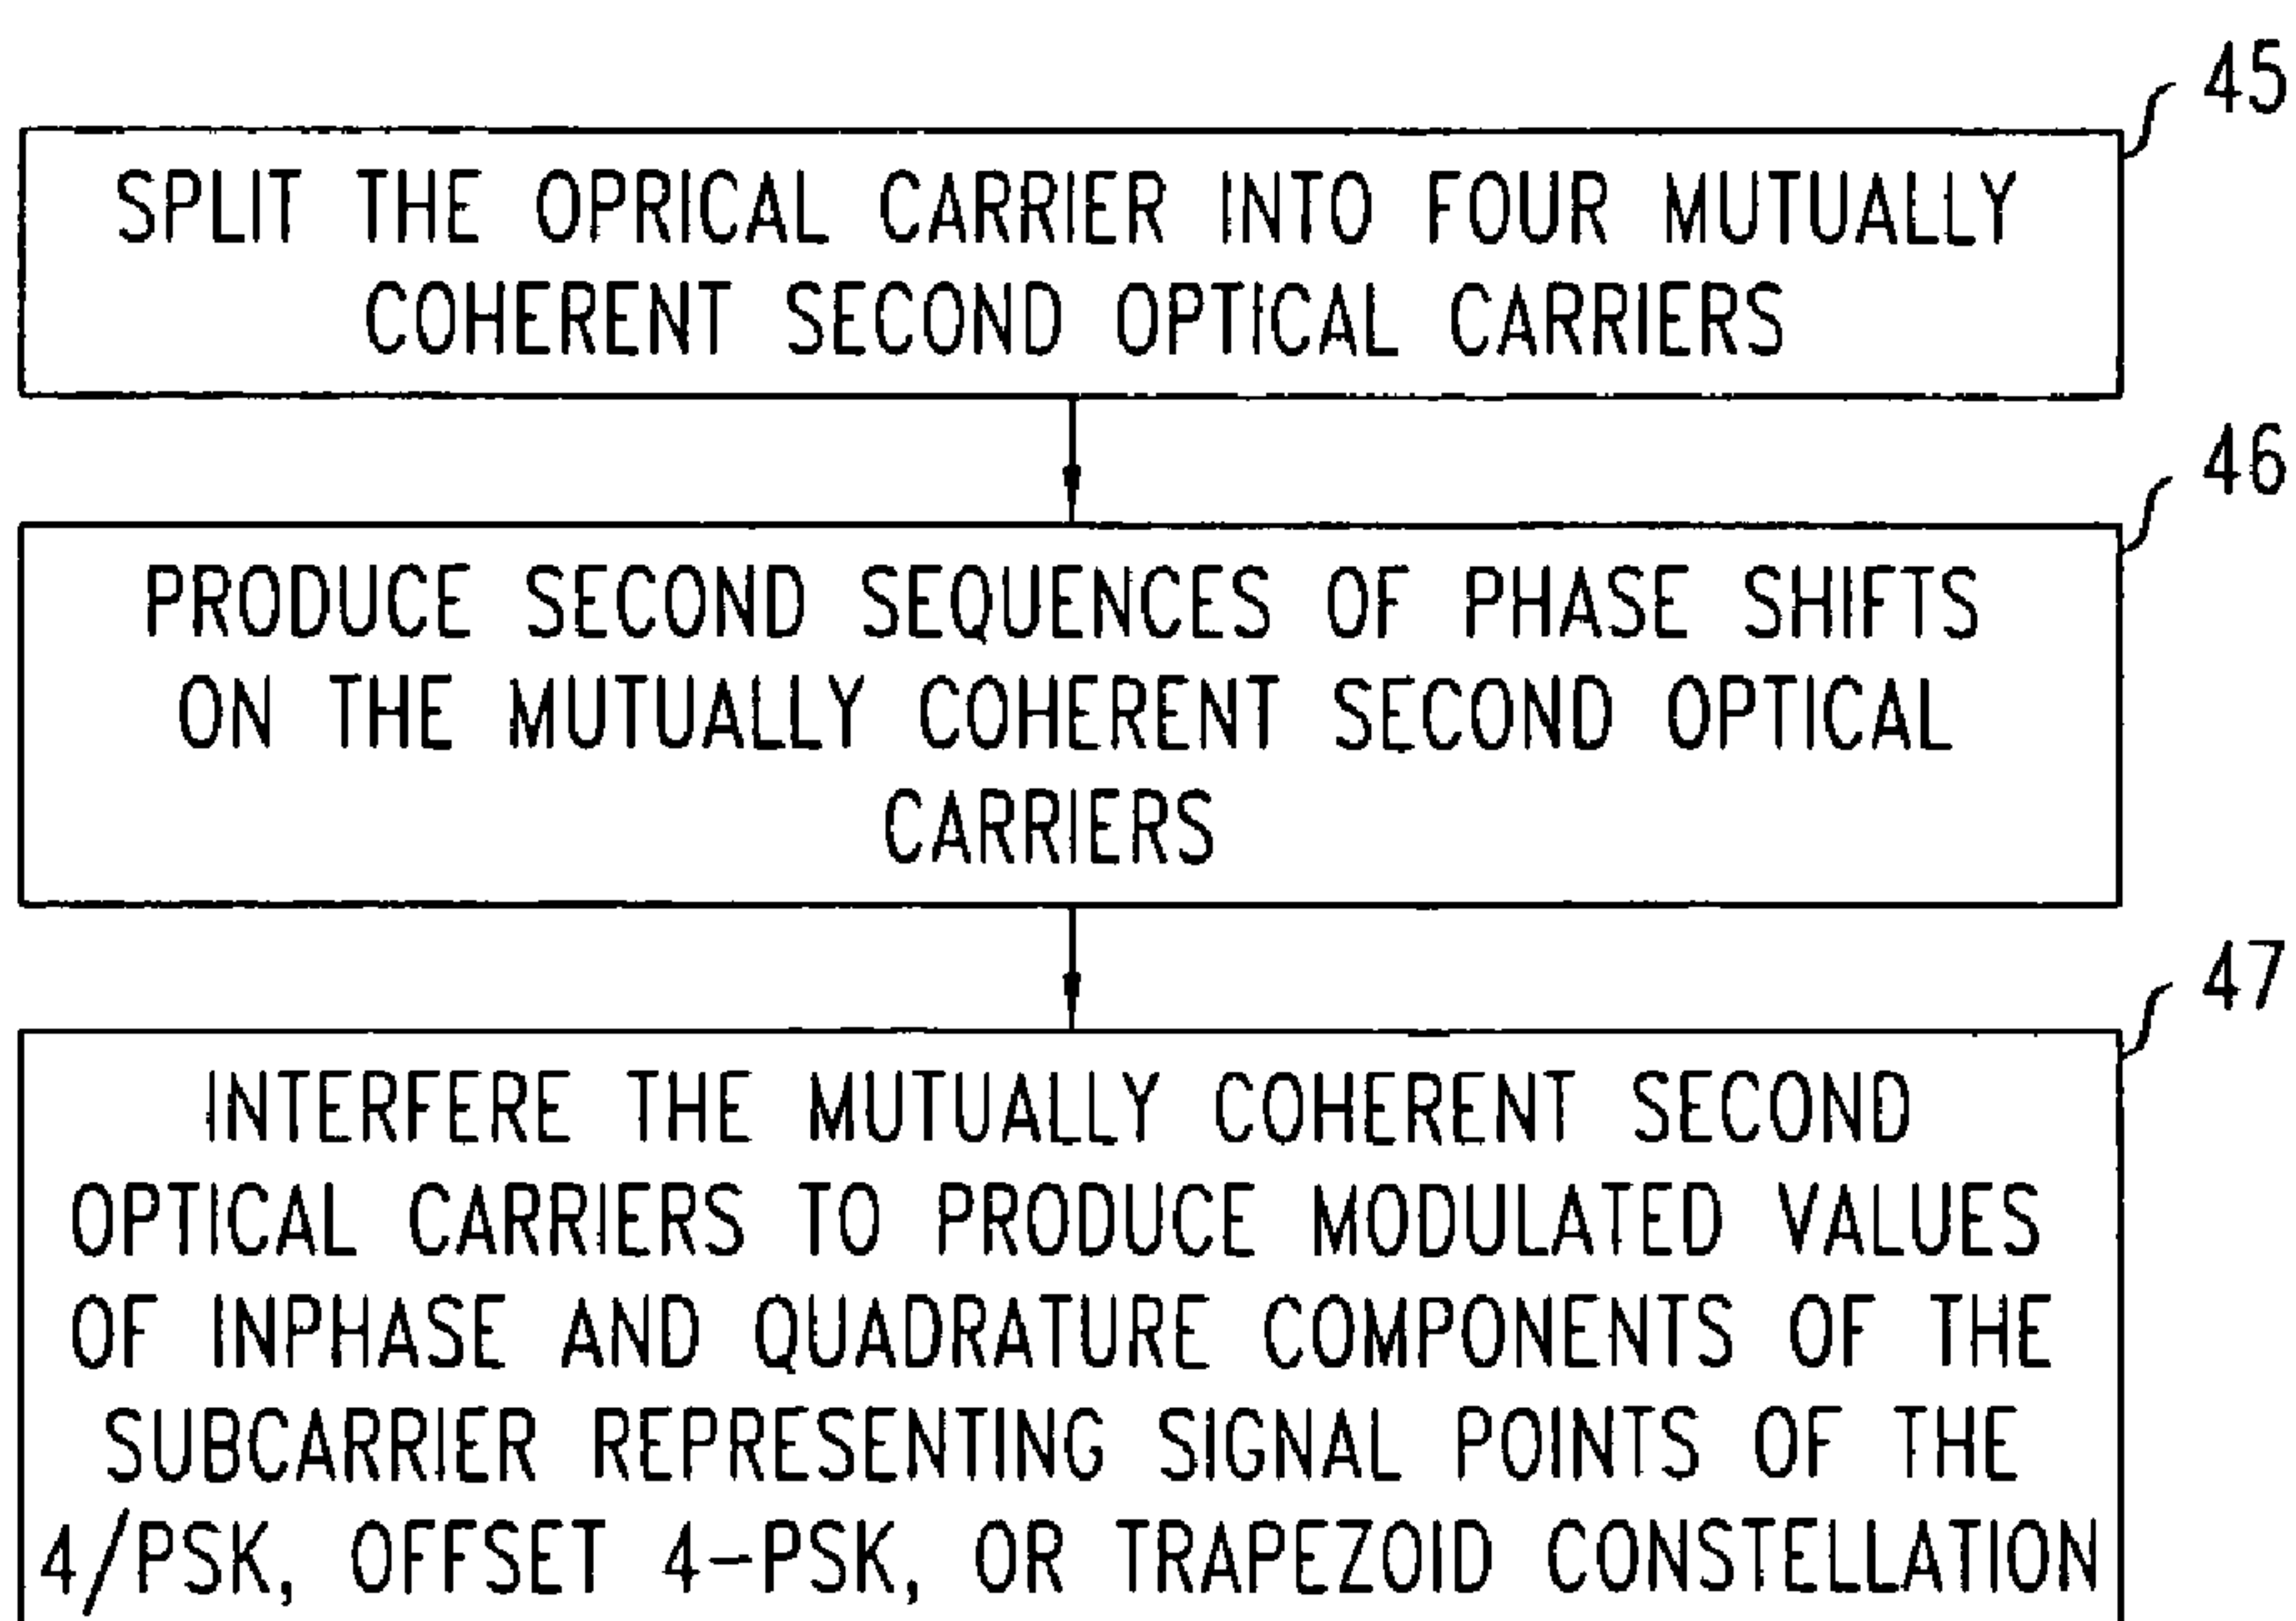 45
SPLIT THE OPRICAL CARRIER INTO FOUR MUTUALLY
COHERENT SECOND OPTICAL CARRIERS
46
PRODUCE SECOND SEQUENCES OF PHASE SHIFTS
ON THE MUTUALLY COHERENT SECOND OPTICAL
CARRIERS
47
INTERFERE THE MUTUALLY COHERENT SECOND
OPTICAL CARRIERS TO PRODUCE MODULATED VALUES
OF INPHASE AND QUADRATURE COMPONENTS OF THE
SUBCARRIER REPRESENTING SIGNAL POINTS OF THE
4/PSK, OFFSET 4-PSK, OR TRAPEZOID CONSTELLATION